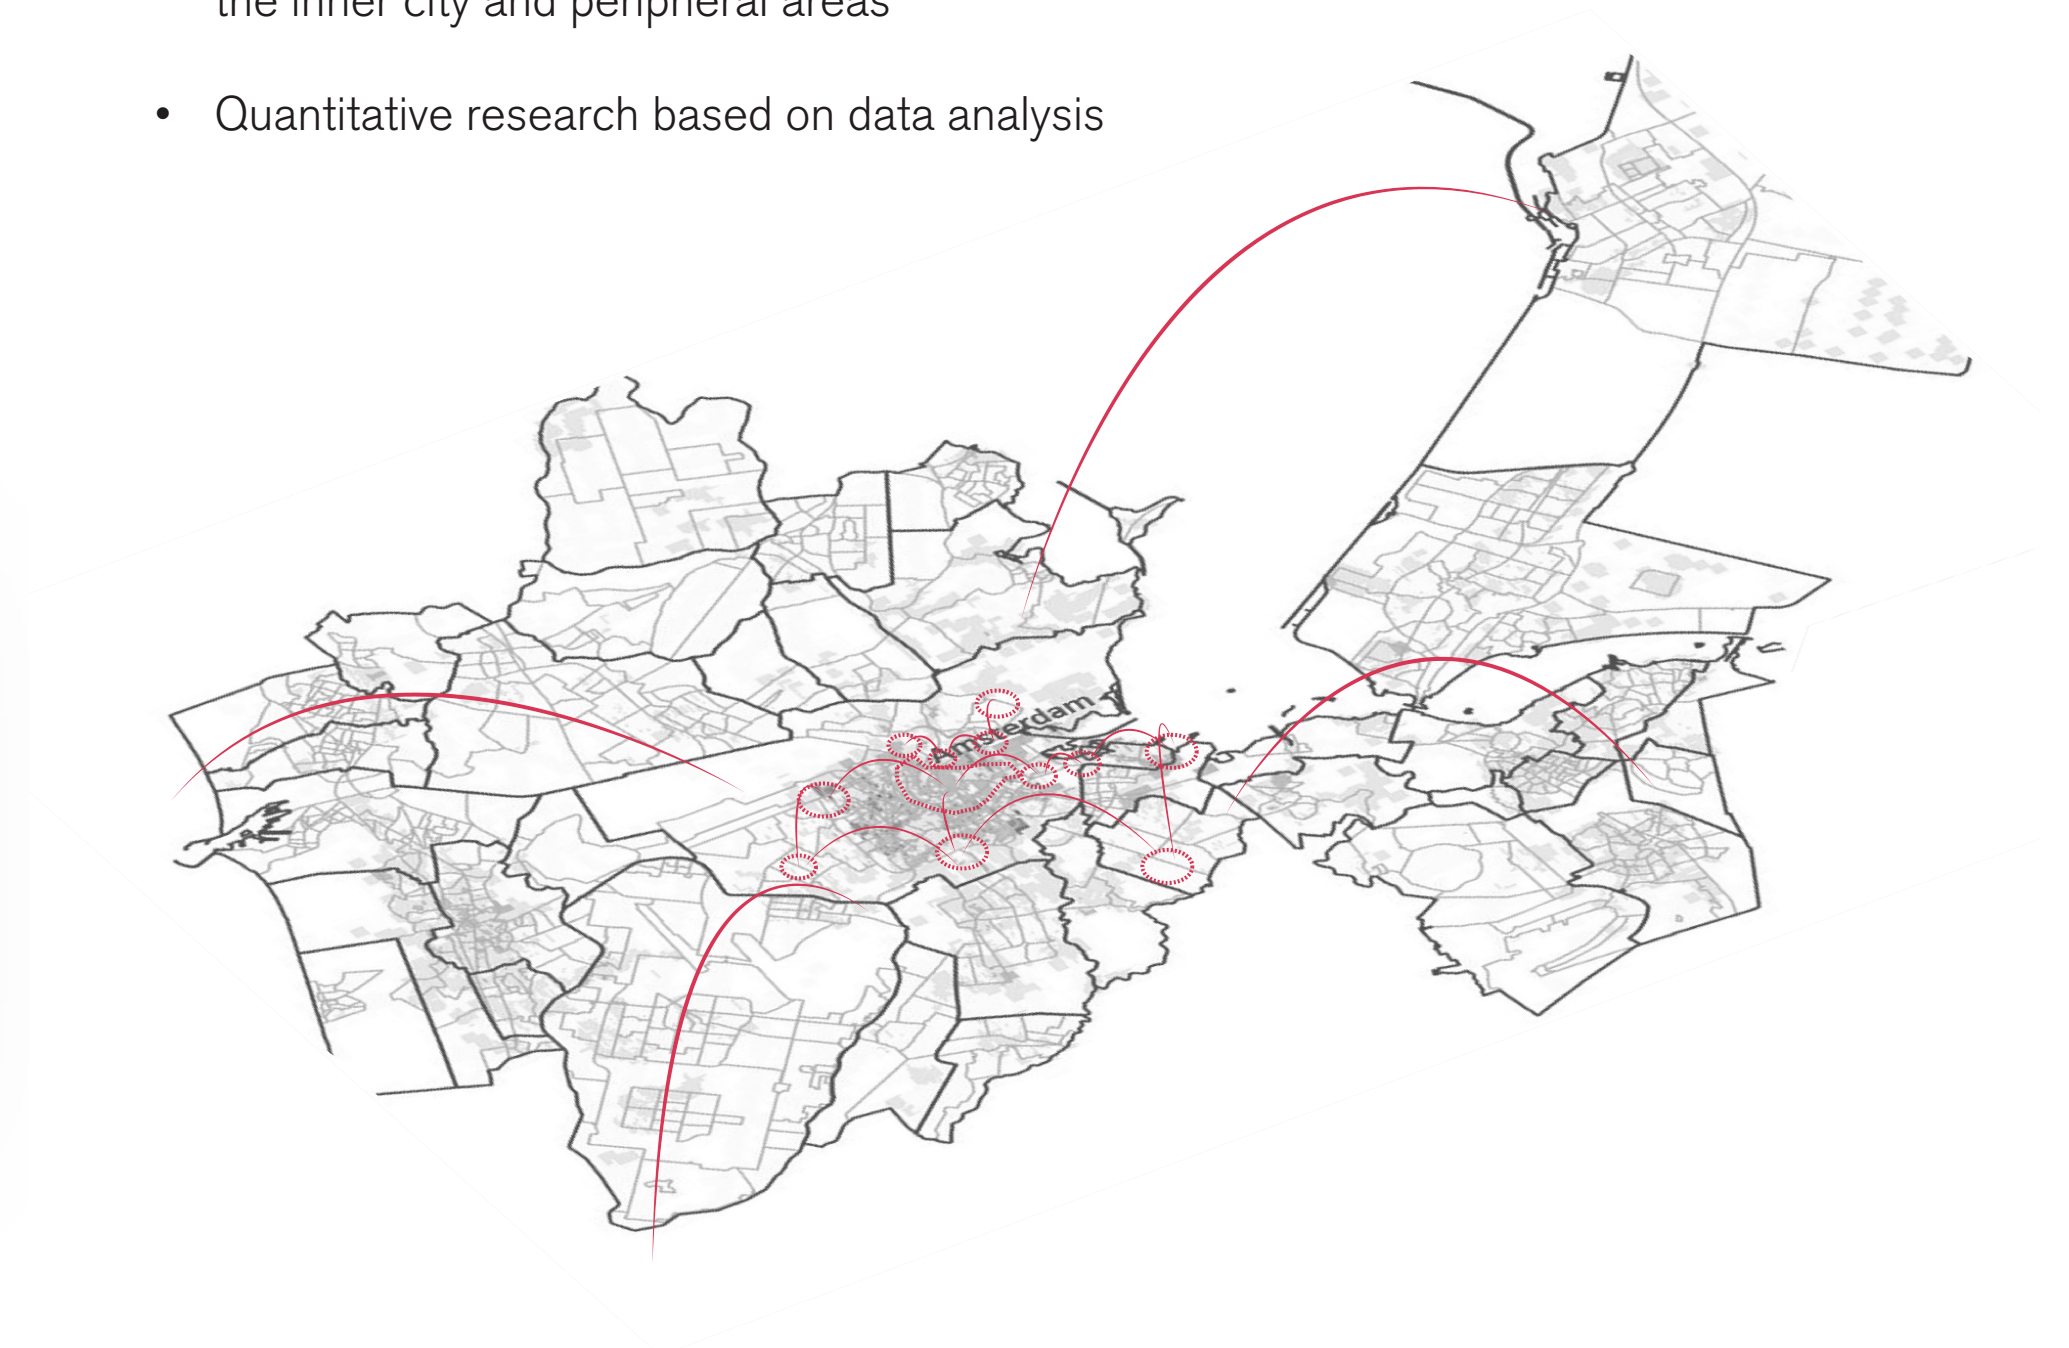 the inner city and peripheral areas
• Quantitative research based on data analysis
Amsterdam